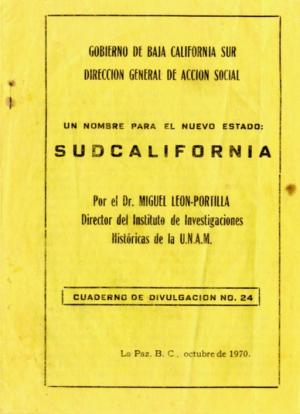 GOBIERNO DE BAJA CALIFORNIA SUR
DIRECCION GENERAL DE ACCION SOCIAL
UN NOMBRE PARA EL NUEVO ESTADO:
SUDCALIFORNIA
Por el Dr. MIGUEL LEON-PORTILLA
Director del Instituto de Investigaciones
Históricas de la U.N.A.M.
CUADERNO DE DIVULGACION NO. 24
La Paz. B. C., octubre de 1970.